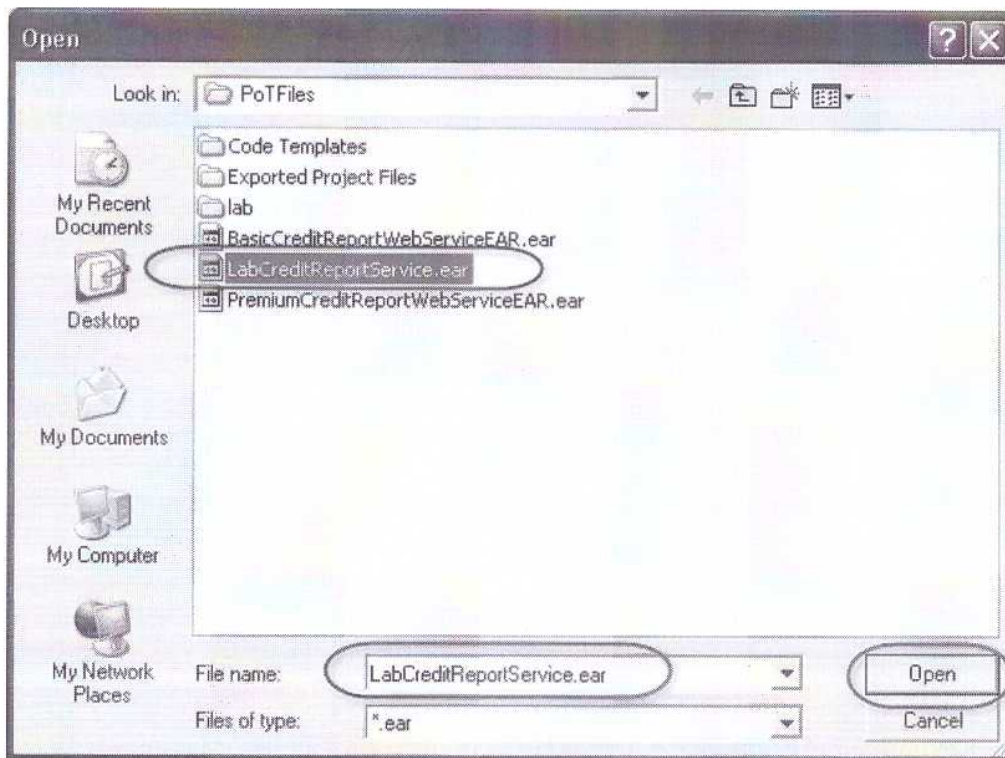 Open
Look in: PoTFiles
Code Templates
Exported Project Files
lab
BasicCreditReportWebServiceEAR.ear
LabCreditReportService.ear
PremiumCreditReportWebServiceEAR.ear
My Recent
Documents
Desktop
My Documents
My Computer
My Network
Places
File name: LabCreditReportService.ear Open
Files of type: *.ear Cancel